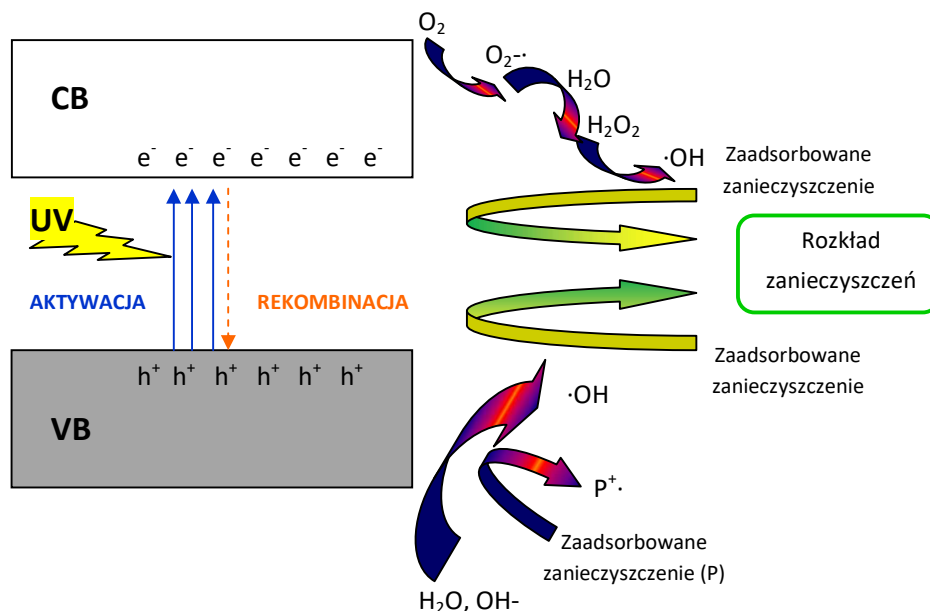 O₂
O₂-·
H₂O
H₂O₂
·OH
CB
e⁻ e⁻ e⁻ e⁻ e⁻ e⁻ e⁻
Zaadsorbowane
zanieczyszczenie
UV
Rozkład
zanieczyszczeń
AKTYWACJA
REKOMBINACJA
Zaadsorbowane
zanieczyszczenie
h⁺ h⁺ h⁺ h⁺ h⁺ h⁺
VB
·OH
P⁺·
Zaadsorbowane
zanieczyszczenie (P)
H₂O, OH-